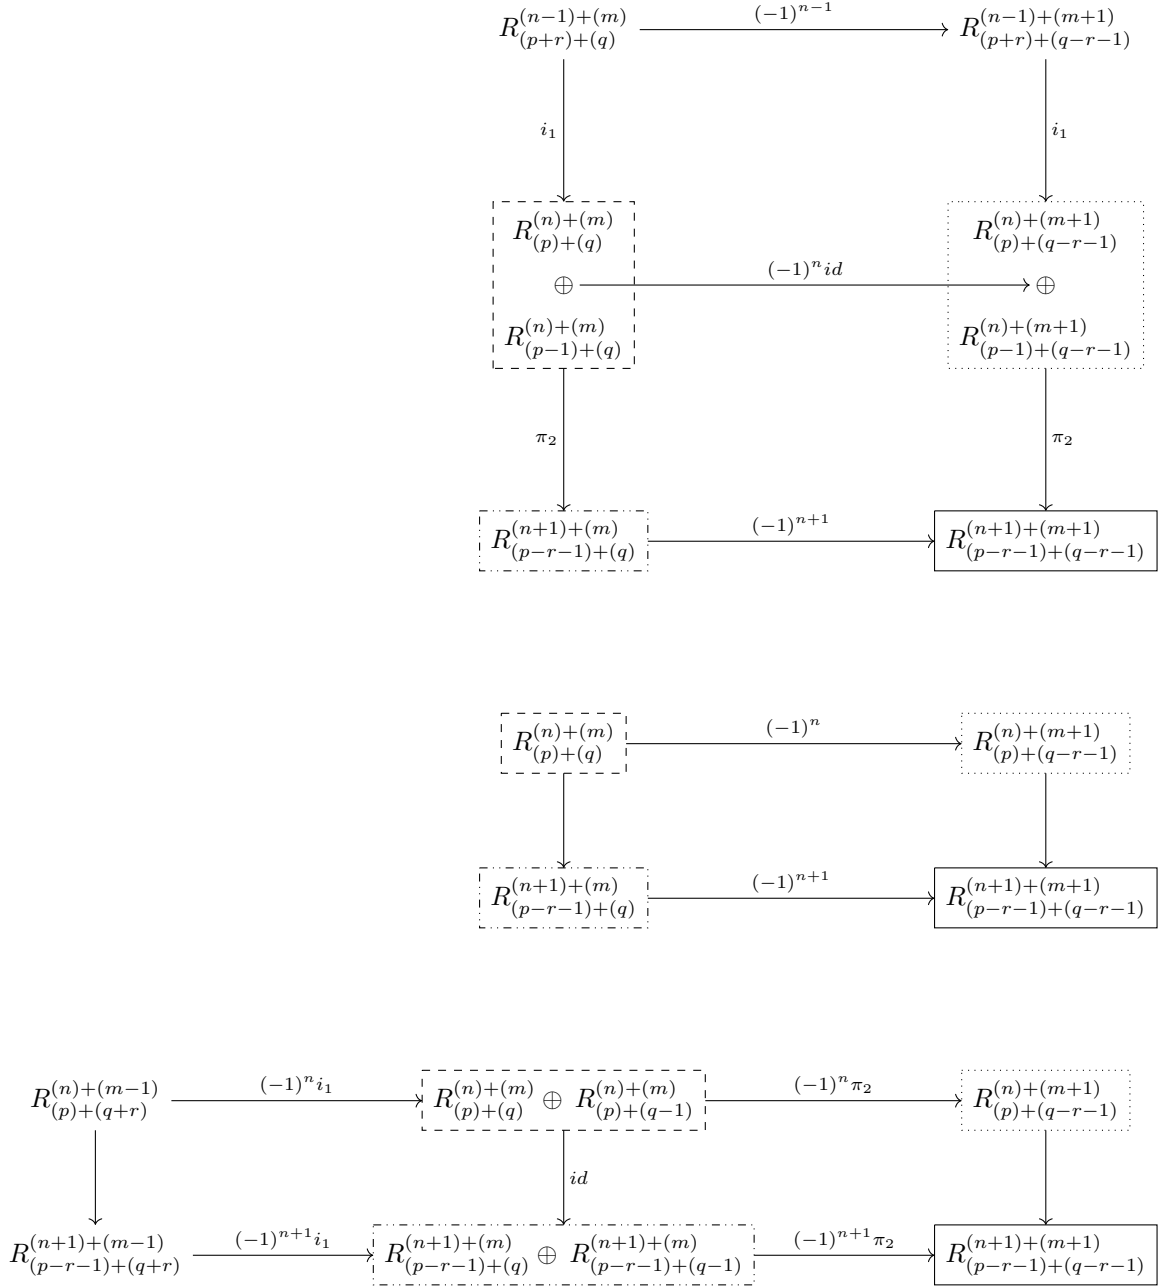 R^{(n-1)+(m)}_{(p+r)+(q)} (-1)^{n-1} R^{(n-1)+(m+1)}_{(p+r)+(q-r-1)}
i_1 i_1
R^{(n)+(m)}_{(p)+(q)} R^{(n)+(m+1)}_{(p)+(q-r-1)}
⊕ (-1)^n id ⊕
R^{(n)+(m)}_{(p-1)+(q)} R^{(n)+(m+1)}_{(p-1)+(q-r-1)}
π_2 π_2
R^{(n+1)+(m)}_{(p-r-1)+(q)} (-1)^{n+1} R^{(n+1)+(m+1)}_{(p-r-1)+(q-r-1)}
R^{(n)+(m)}_{(p)+(q)} (-1)^n R^{(n)+(m+1)}_{(p)+(q-r-1)}
R^{(n+1)+(m)}_{(p-r-1)+(q)} (-1)^{n+1} R^{(n+1)+(m+1)}_{(p-r-1)+(q-r-1)}
R^{(n)+(m-1)}_{(p)+(q+r)} (-1)^n i_1 R^{(n)+(m)}_{(p)+(q)} ⊕ R^{(n)+(m)}_{(p)+(q-1)} (-1)^n π_2 R^{(n)+(m+1)}_{(p)+(q-r-1)}
id
R^{(n+1)+(m-1)}_{(p-r-1)+(q+r)} (-1)^{n+1} i_1 R^{(n+1)+(m)}_{(p-r-1)+(q)} ⊕ R^{(n+1)+(m)}_{(p-r-1)+(q-1)} (-1)^{n+1} π_2 R^{(n+1)+(m+1)}_{(p-r-1)+(q-r-1)}